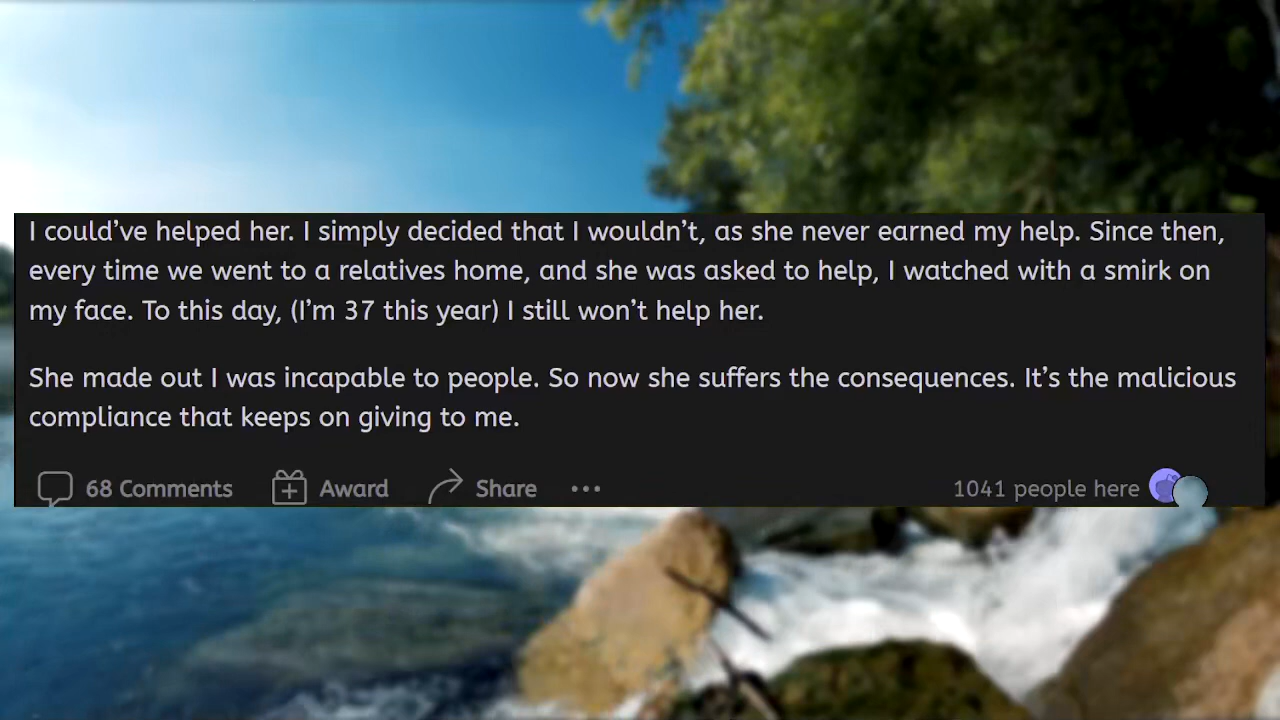 I could’ve helped her. I simply decided that I wouldn’t, as she never earned my help. Since then,
every time we went to a relatives home, and she was asked to help, I watched with a smirk on
my face. To this day, (I’m 37 this year) I still won’t help her.
She made out I was incapable to people. So now she suffers the consequences. It’s the malicious
compliance that keeps on giving to me.
68 Comments Award Share ••• 1041 people here